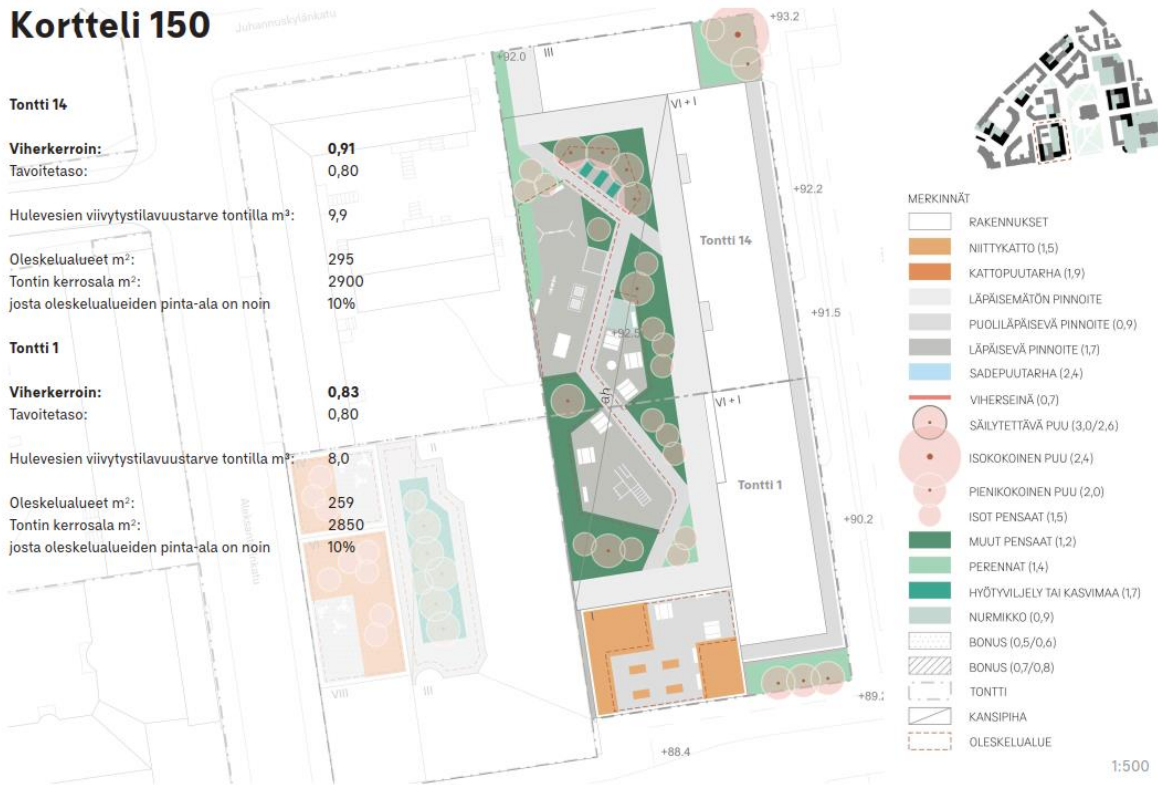 Kortteli 150
Tontti 14
Viherkerroin: 0,91
Tavoitetaso: 0,80
Hulevesien viivytystilavuustarve tontilla m³: 9,9
Oleskelualueet m²: 295
Tontin kerrosala m²: 2900
josta oleskelualueiden pinta-ala on noin 10%
Tontti 1
Viherkerroin: 0,83
Tavoitetaso: 0,80
Hulevesien viivytystilavuustarve tontilla m³: 8,0
Oleskelualueet m²: 259
Tontin kerrosala m²: 2850
josta oleskelualueiden pinta-ala on noin 10%
Juhannuskylänkatu
Aleksanterinkatu
+93.2
+92.0
III
VI + I
+92.2
Tontti 14
+91.5
+92.5
ah
VI + I
Tontti 1
+90.2
II
I
VIII
III
+89.2
+88.4
MERKINNÄT
RAKENNUKSET
NIITTYKATTO (1,5)
KATTOPUUTARHA (1,9)
LÄPÄISEMÄTÖN PINNOITE
PUOLILÄPÄISEVÄ PINNOITE (0,9)
LÄPÄISEVÄ PINNOITE (1,7)
SADEPUUTARHA (2,4)
VIHERSEINÄ (0,7)
SÄILYTETTÄVÄ PUU (3,0/2,6)
ISOKOKOINEN PUU (2,4)
PIENIKOKOINEN PUU (2,0)
ISOT PENSAAT (1,5)
MUUT PENSAAT (1,2)
PERENNAT (1,4)
HYÖTYVILJELY TAI KASVIMAA (1,7)
NURMIKKO (0,9)
BONUS (0,5/0,6)
BONUS (0,7/0,8)
TONTTI
KANSIPIHA
OLESKELUALUE
1:500